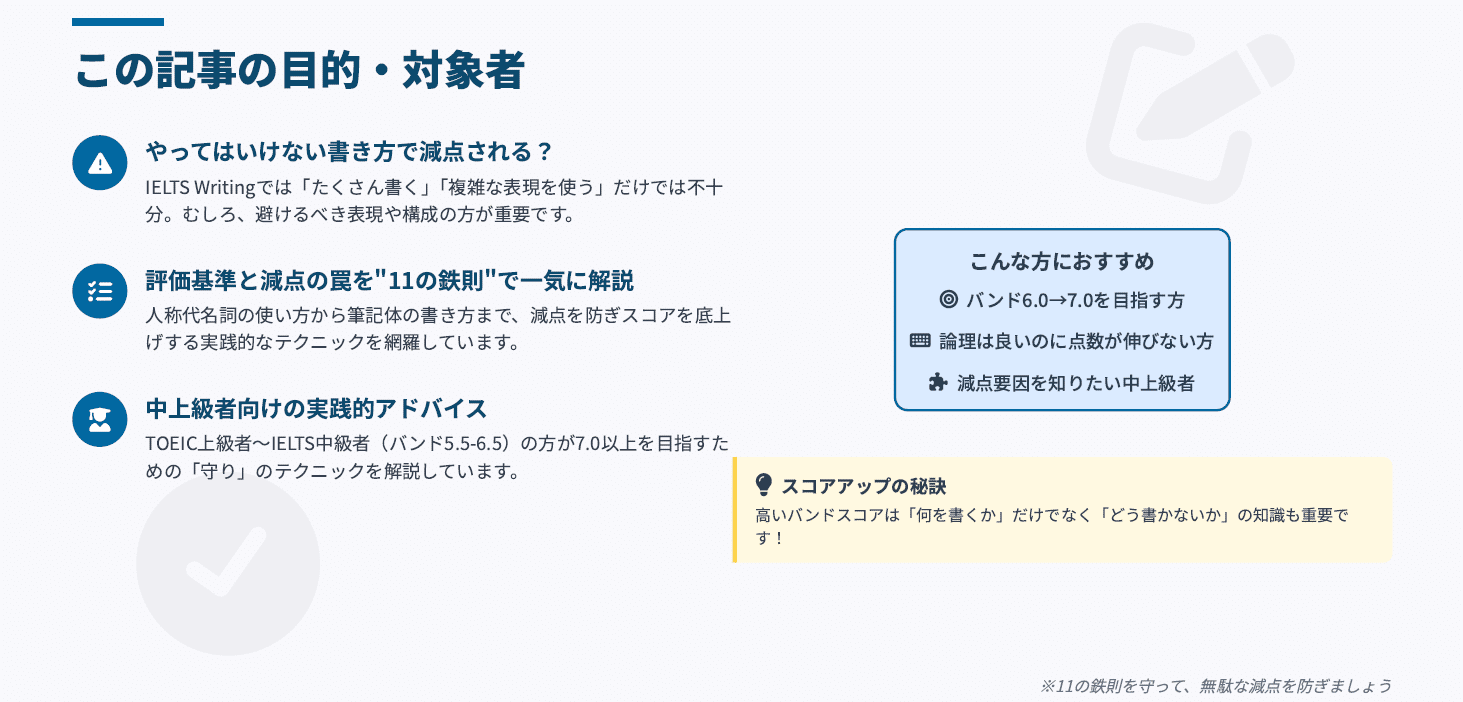 この記事の目的・対象者
やってはいけない書き方で減点される？
IELTS Writingでは「たくさん書く」「複雑な表現を使う」だけでは不十
分。むしろ、避けるべき表現や構成の方が重要です。
評価基準と減点の罠を"11の鉄則"で一気に解説
人称代名詞の使い方から筆記体の書き方まで、減点を防ぎスコアを底上
げする実践的なテクニックを網羅しています。
中上級者向けの実践的アドバイス
TOEIC上級者〜IELTS中級者（バンド5.5-6.5）の方が7.0以上を目指すた
めの「守り」のテクニックを解説しています。
こんな方におすすめ
バンド6.0→7.0を目指す方
論理は良いのに点数が伸びない方
減点要因を知りたい中上級者
スコアアップの秘訣
高いバンドスコアは「何を書くか」だけでなく「どう書かないか」の知識も重要で
す！
※11の鉄則を守って、無駄な減点を防ぎましょう